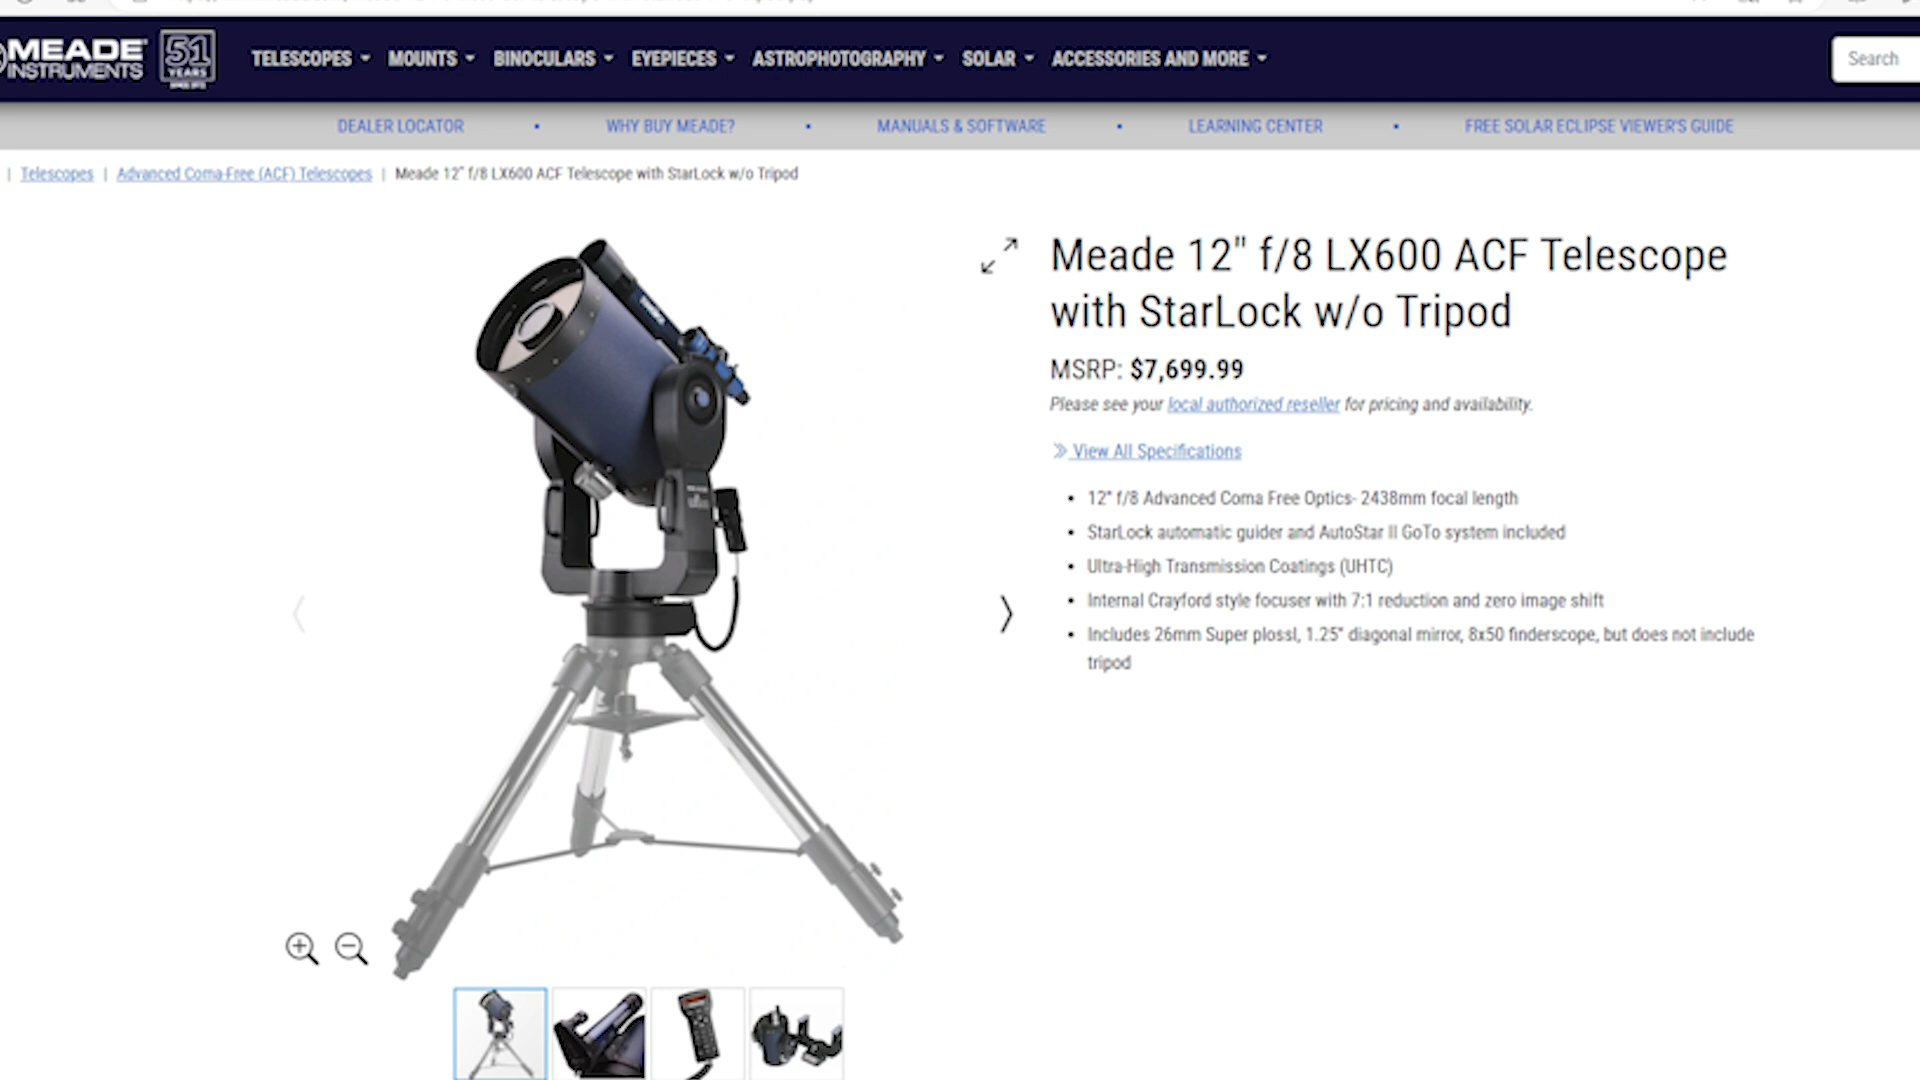 MEADE
INSTRUMENTS
51
YEARS
TELESCOPES MOUNTS BINOCULARS EYEPIECES ASTROPHOTOGRAPHY SOLAR ACCESSORIES AND MORE
Search
DEALER LOCATOR • WHY BUY MEADE? • MANUALS & SOFTWARE • LEARNING CENTER • FREE SOLAR ECLIPSE VIEWER'S GUIDE
| Telescopes | Advanced Coma-Free (ACF) Telescopes | Meade 12" f/8 LX600 ACF Telescope with StarLock w/o Tripod
Meade 12" f/8 LX600 ACF Telescope
with StarLock w/o Tripod
MSRP: $7,699.99
Please see your local authorized reseller for pricing and availability.
View All Specifications
• 12" f/8 Advanced Coma Free Optics- 2438mm focal length
• StarLock automatic guider and AutoStar II GoTo system included
• Ultra-High Transmission Coatings (UHTC)
• Internal Crayford style focuser with 7:1 reduction and zero image shift
• Includes 26mm Super plossl, 1.25" diagonal mirror, 8x50 finderscope, but does not include
tripod